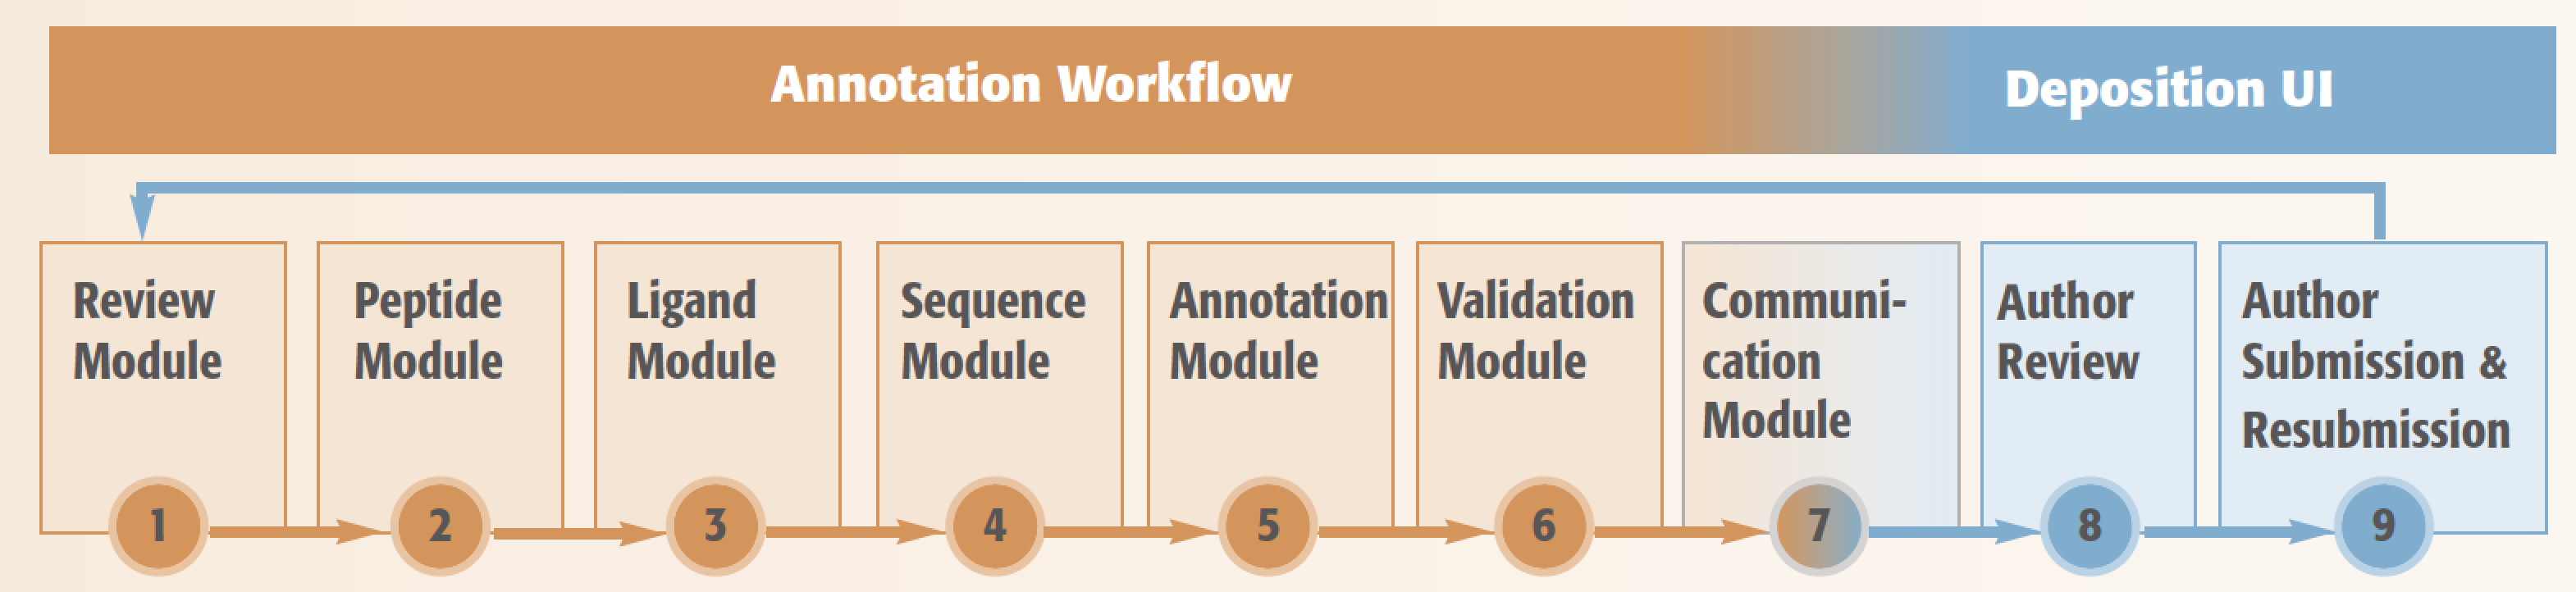 Annotation Workflow
Deposition UI
Review
Module
1
Peptide
Module
2
Ligand
Module
3
Sequence
Module
4
Annotation
Module
5
Validation
Module
6
Communi-
cation
Module
7
Author
Review
8
Author
Submission &
Resubmission
9